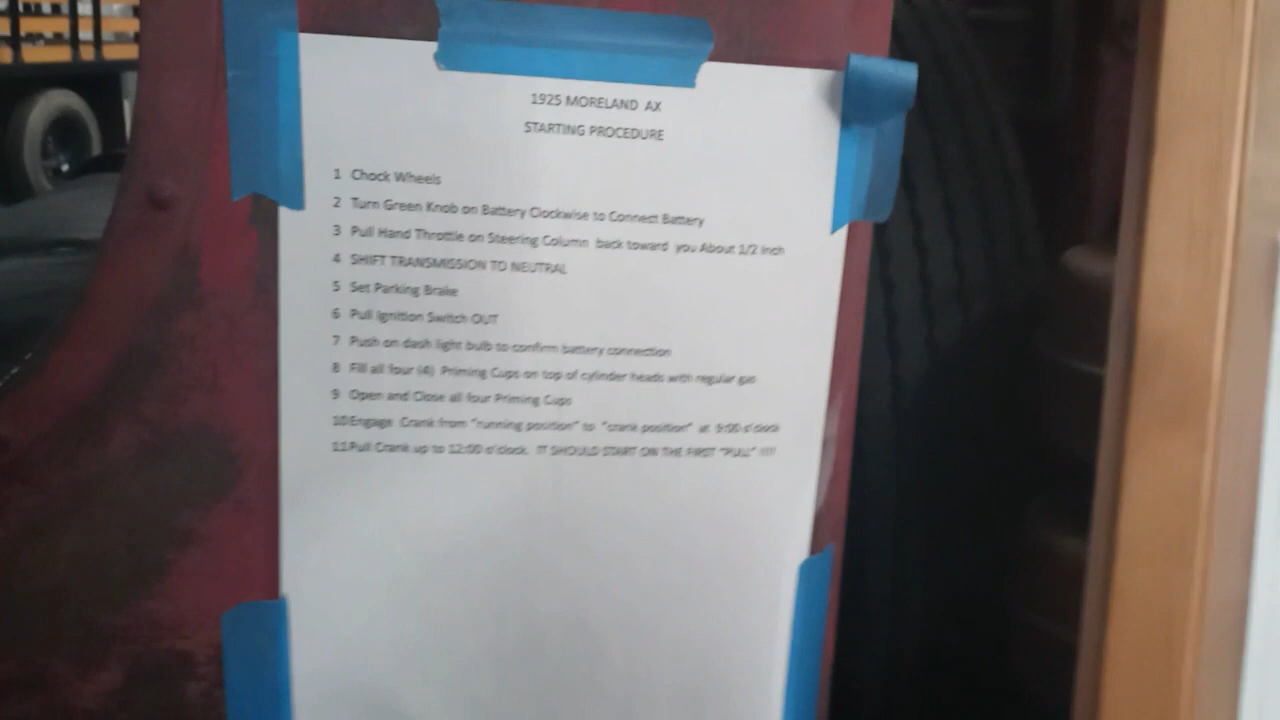 1925 MORELAND AX
STARTING PROCEDURE
1 Chock Wheels
2 Turn Green Knob on Battery Clockwise to Connect Battery
3 Pull Hand Throttle on Steering Column back toward you About 1/2 Inch
4 SHIFT TRANSMISSION TO NEUTRAL
5 Set Parking Brake
6 Pull Ignition Switch OUT
7 Push on dash light bulb to confirm battery connection
8 Fill all four (4) Priming Cups on top of cylinder heads with regular gas
9 Open and Close all four Priming Cups
10Engage Crank from "running position" to "crank position" at 9:00 o'clock
11Pull Crank up to 12:00 o'clock. IT SHOULD START ON THE FIRST "PULL" !!!!